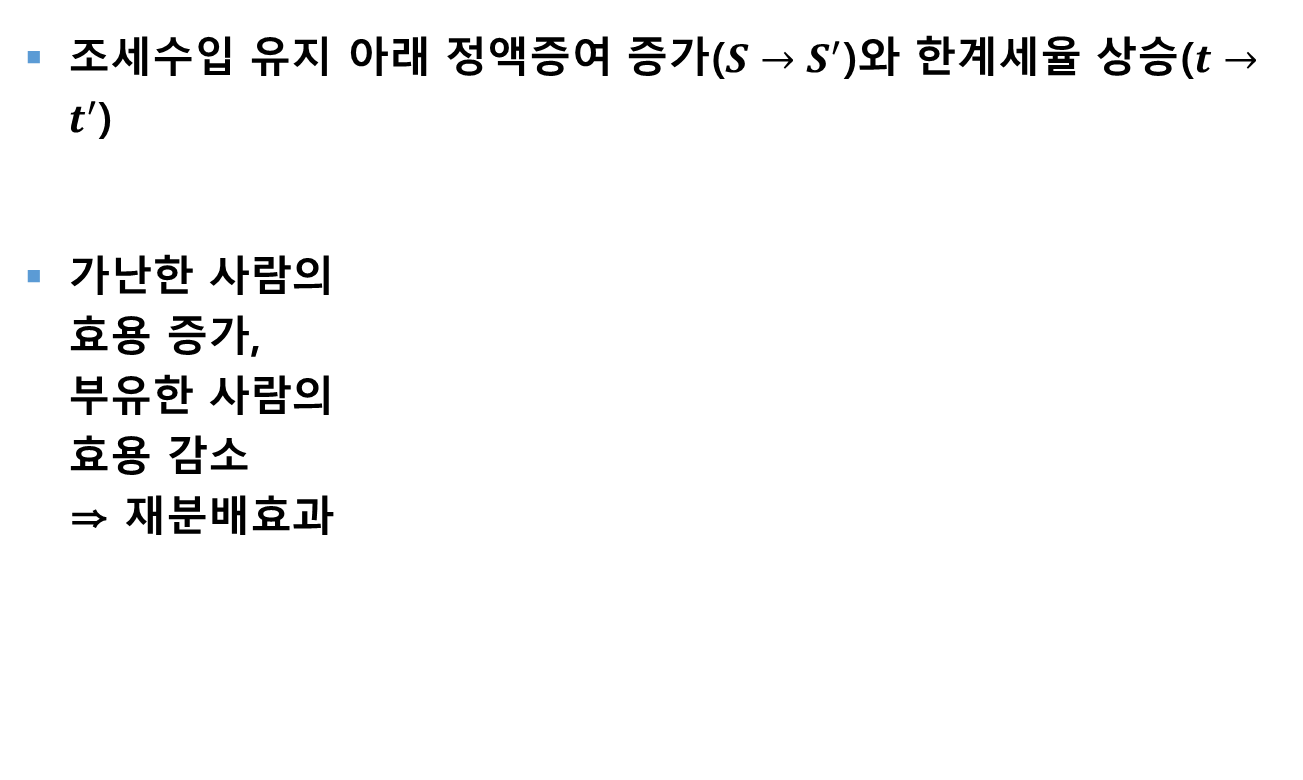 ▪ 조세수입 유지 아래 정액증여 증가(S → S′)와 한계세율 상승(t →
t′)
▪ 가난한 사람의
효용 증가,
부유한 사람의
효용 감소
⇒ 재분배효과